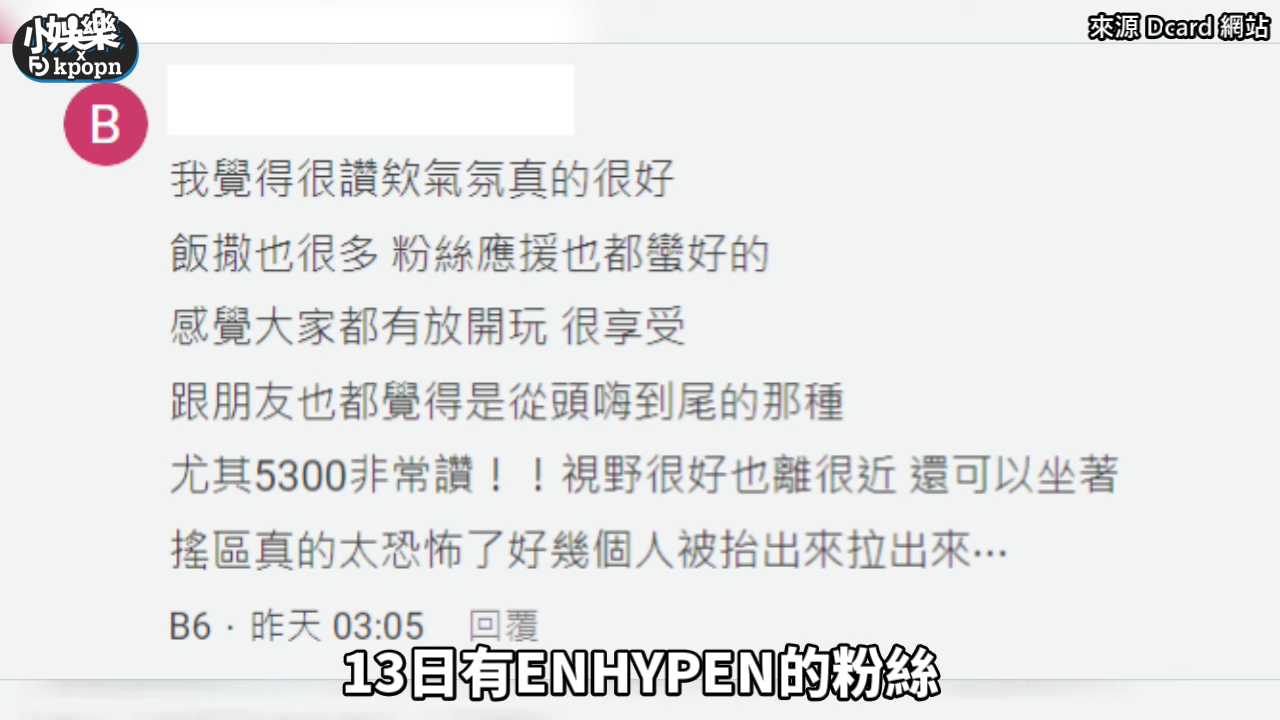 小娛樂
x
kpopn
來源 Dcard 網站
B
我覺得很讚欸氣氛真的很好
飯撒也很多 粉絲應援也都蠻好的
感覺大家都有放開玩 很享受
跟朋友也都覺得是從頭嗨到尾的那種
尤其5300非常讚！！視野很好也離很近 還可以坐著
搖區真的太恐怖了好幾個人被抬出來拉出來…
B6 · 昨天 03:05 回覆
13日有ENHYPEN的粉絲